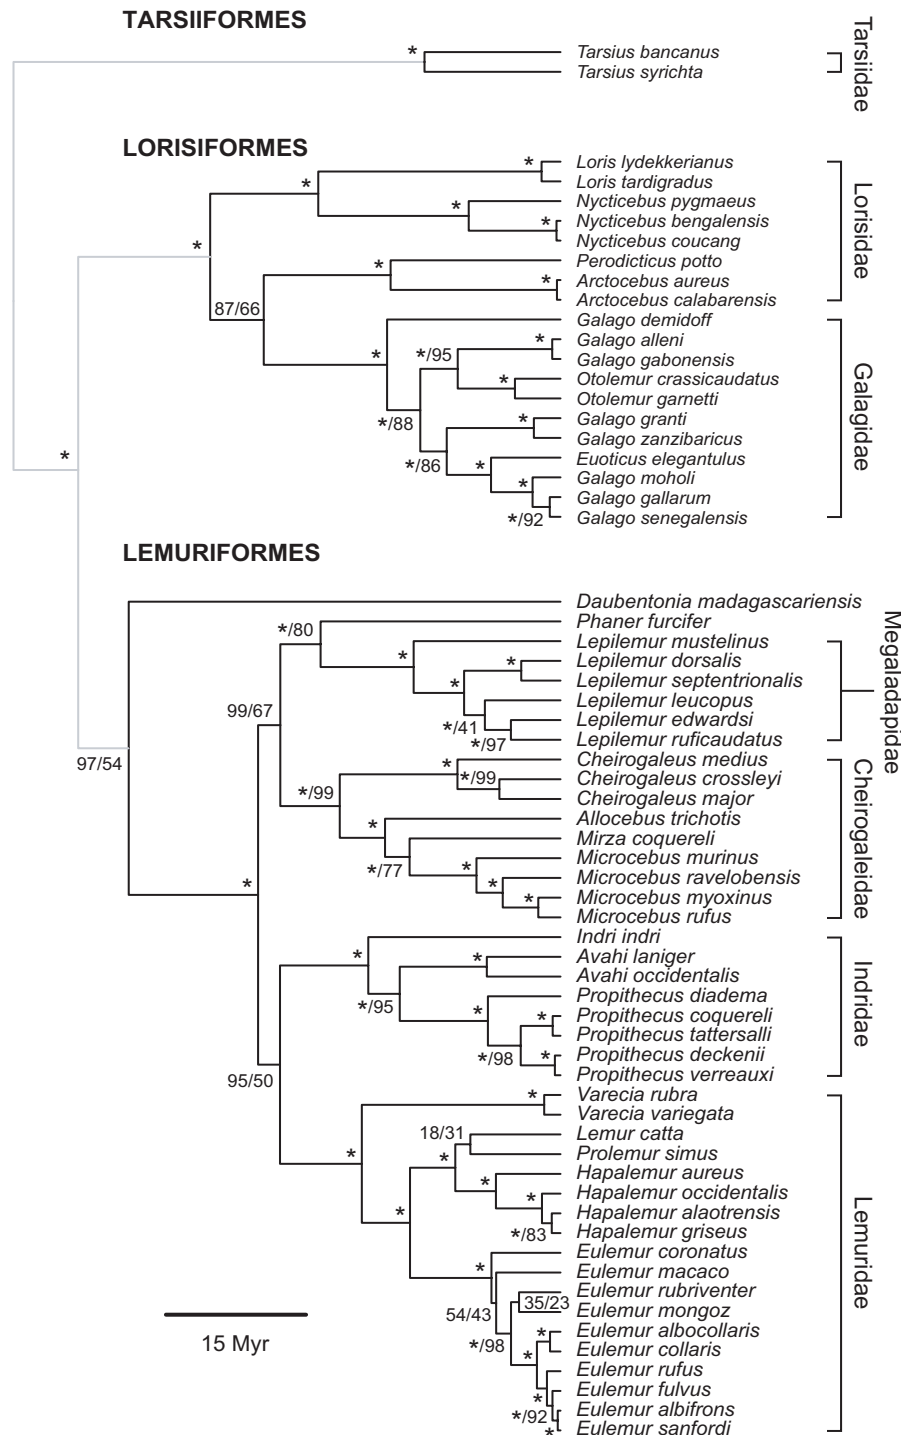 TARSIIFORMES
*
Tarsius bancanus
Tarsius syrichta
Tarsiidae
LORISIFORMES
*
Loris lydekkerianus
*
Loris tardigradus
*
Nycticebus pygmaeus
*
Nycticebus bengalensis
*
Nycticebus coucang
*
Perodicticus potto
*
Arctocebus aureus
Arctocebus calabarensis
Lorisidae
87/66
Galago demidoff
*
Galago alleni
*
*/95
Galago gabonensis
*
Otolemur crassicaudatus
Otolemur garnetti
*/88
*
Galago granti
Galago zanzibaricus
*/86
*
Euoticus elegantulus
*
Galago moholi
Galago gallarum
*/92
Galago senegalensis
Galagidae
*
LEMURIFORMES
Daubentonia madagascariensis
Phaner furcifer
*/80
Lepilemur mustelinus
*
Lepilemur dorsalis
*
Lepilemur septentrionalis
*
Lepilemur leucopus
99/67
*/41
Lepilemur edwardsi
*/97
Lepilemur ruficaudatus
Megaladapidae
97/54
*
Cheirogaleus medius
*/99
Cheirogaleus crossleyi
*/99
Cheirogaleus major
Allocebus trichotis
*
Mirza coquereli
*/77
Microcebus murinus
*
Microcebus ravelobensis
*
Microcebus myoxinus
*
Microcebus rufus
Cheirogaleidae
*
Indri indri
*
Avahi laniger
*
Avahi occidentalis
*/95
Propithecus diadema
*
Propithecus coquereli
*
Propithecus tattersalli
*/98
Propithecus deckenii
*
Propithecus verreauxi
Indridae
95/50
*
Varecia rubra
Varecia variegata
18/31
Lemur catta
*
Prolemur simus
*
Hapalemur aureus
*
Hapalemur occidentalis
*
Hapalemur alaotrensis
*/83
Hapalemur griseus
*
Eulemur coronatus
*
Eulemur macaco
Eulemur rubriventer
35/23
54/43
Eulemur mongoz
*/98
*
Eulemur albocollaris
*
Eulemur collaris
Eulemur rufus
*
Eulemur fulvus
*/92
Eulemur albifrons
*
Eulemur sanfordi
Lemuridae
15 Myr